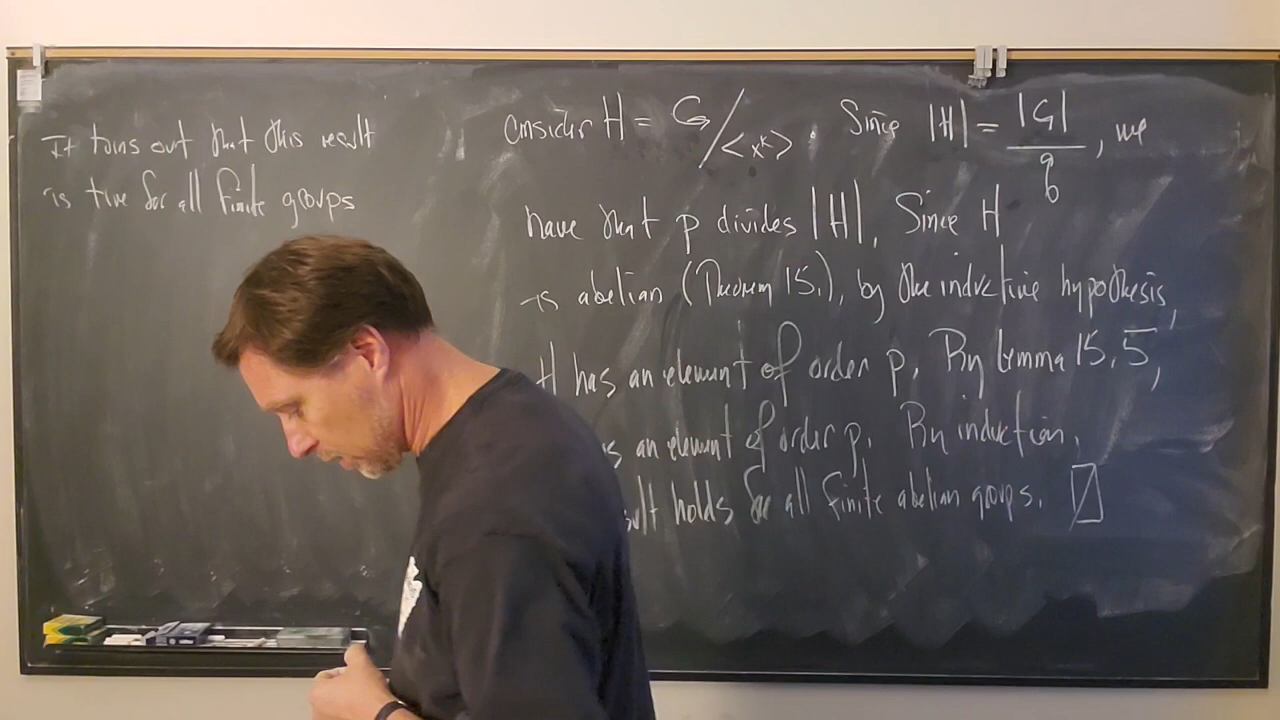 It turns out that this result
is true for all finite groups
Consider H = G/<x^k>. Since |H| = |G|/q, we
have that p divides |H|. Since H
is abelian (Theorem 15.1), by the inductive hypothesis,
H has an element of order p. By Lemma 15.5,
an element of order p. By induction,
holds for all finite abelian groups.